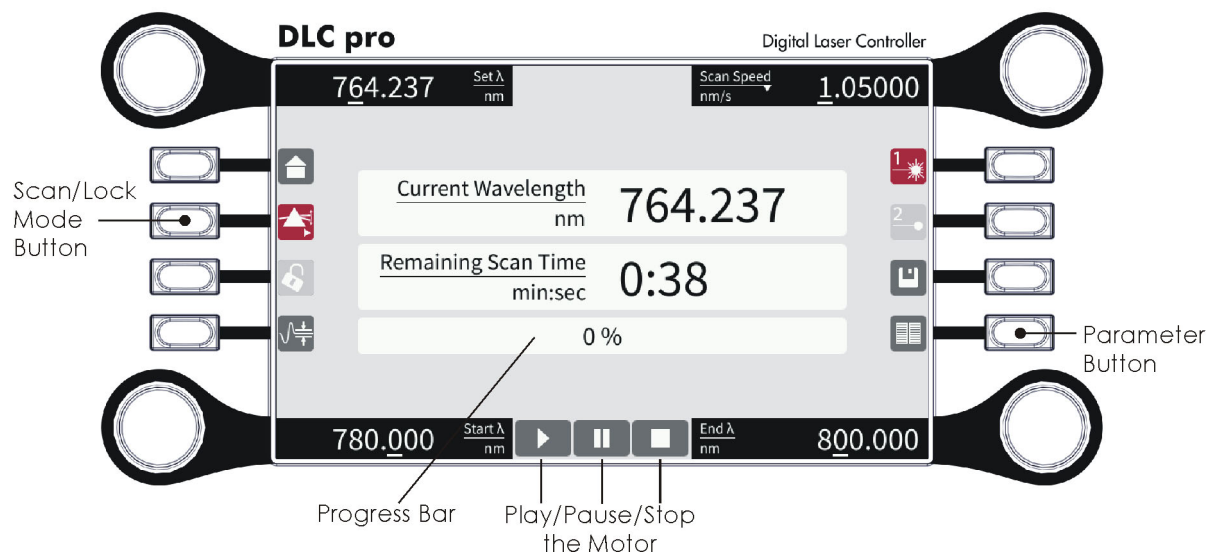 DLC pro
Digital Laser Controller
764.237
Set λ
nm
Scan Speed
nm/s
1.05000
Scan/Lock
Mode
Button
Current Wavelength
nm
764.237
1
2
Remaining Scan Time
min:sec
0:38
0 %
Parameter
Button
780.000
Start λ
nm
End λ
nm
800.000
Progress Bar
Play/Pause/Stop
the Motor